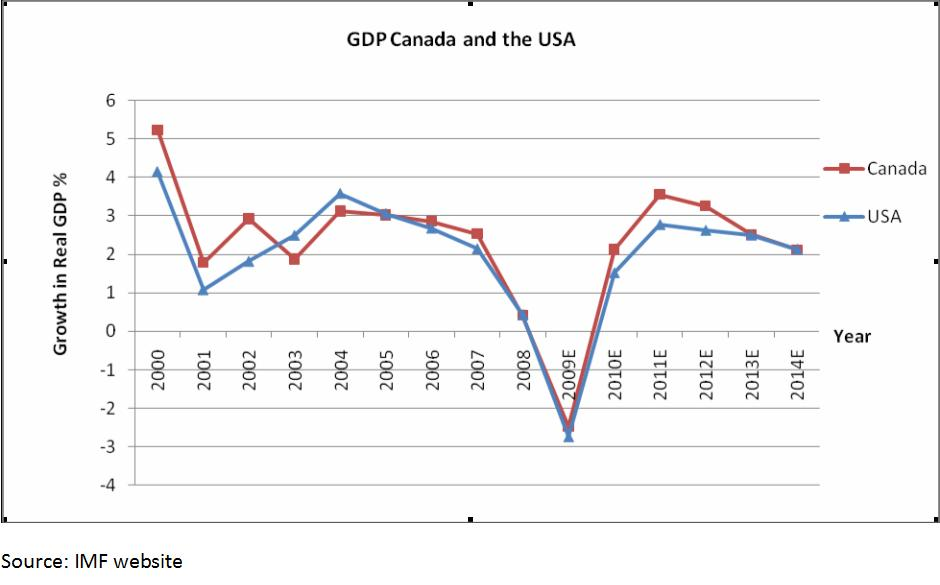 GDP Canada and the USA
Growth in Real GDP %
6
5
4
3
2
1
0
-1
-2
-3
-4
2000
2001
2002
2003
2004
2005
2006
2007
2008
2009E
2010E
2011E
2012E
2013E
2014E
Year
Canada
USA
Source: IMF website